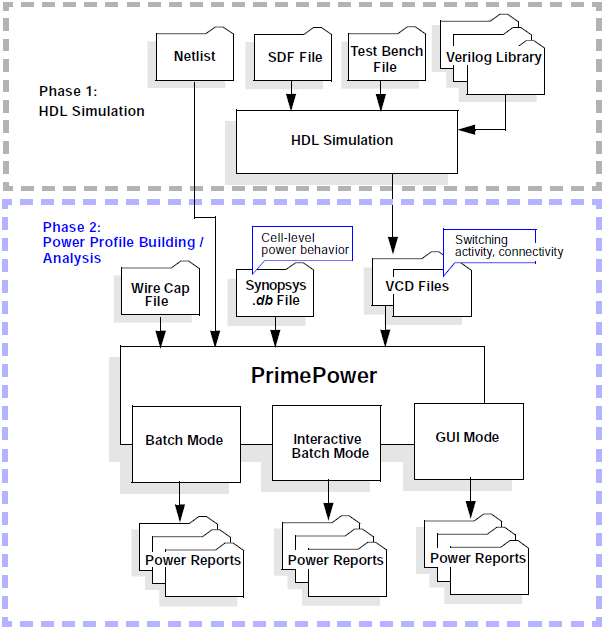 Netlist
SDF File
Test Bench
File
Verilog Library
Phase 1:
HDL Simulation
HDL Simulation
Phase 2:
Power Profile Building /
Analysis
Cell-level
power behavior
Switching
activity, connectivity
Wire Cap
File
Synopsys
.db File
VCD Files
PrimePower
Batch Mode
Interactive
Batch Mode
GUI Mode
Power Reports
Power Reports
Power Reports